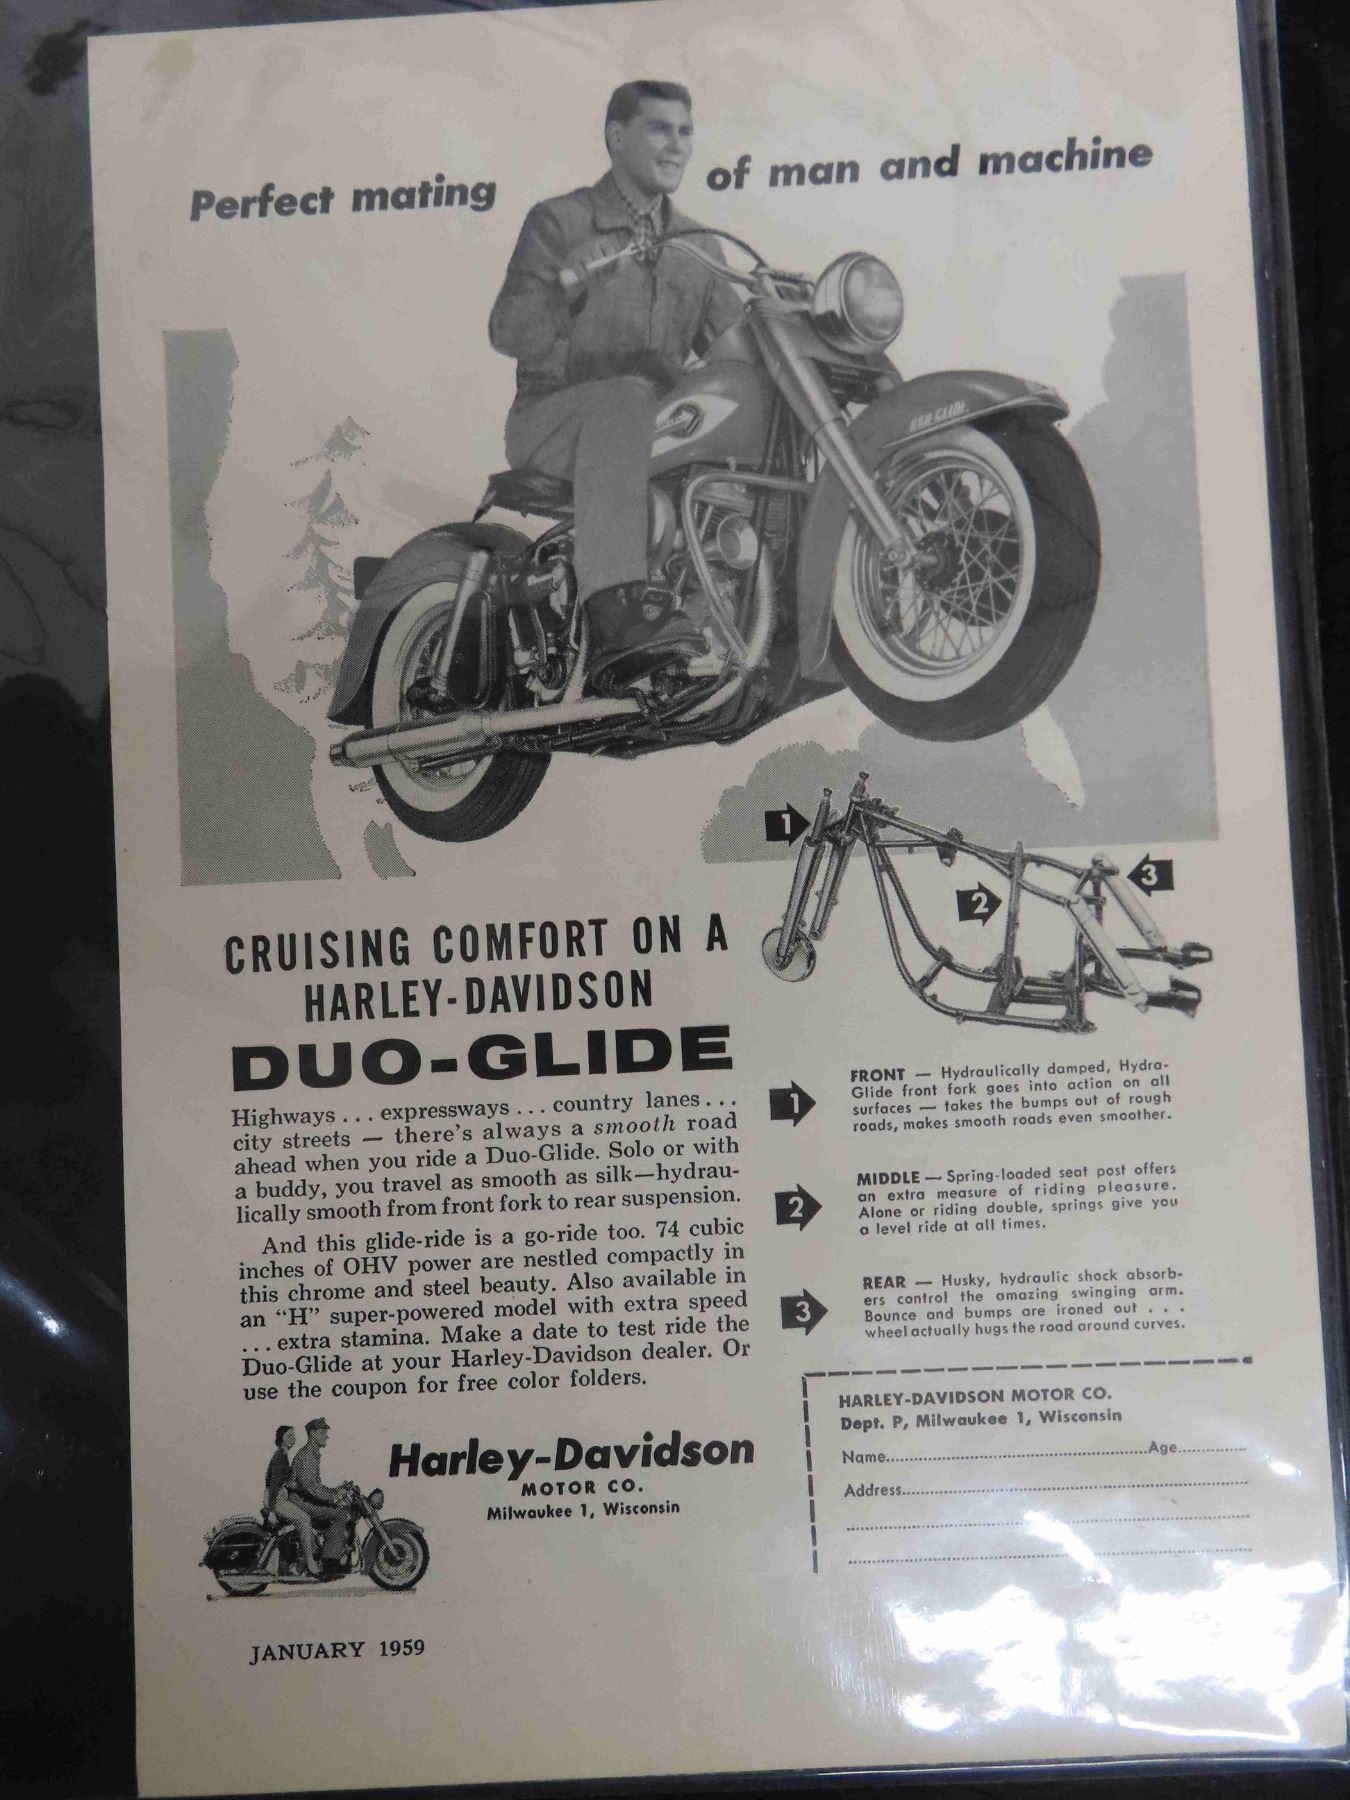 Perfect mating of man and machine
DUO-GLIDE
1
2
3
CRUISING COMFORT ON A
HARLEY-DAVIDSON
DUO-GLIDE
Highways . . . expressways . . . country lanes . . .
city streets — there's always a smooth road
ahead when you ride a Duo-Glide. Solo or with
a buddy, you travel as smooth as silk—hydrau-
lically smooth from front fork to rear suspension.
And this glide-ride is a go-ride too. 74 cubic
inches of OHV power are nestled compactly in
this chrome and steel beauty. Also available in
an “H” super-powered model with extra speed
. . . extra stamina. Make a date to test ride the
Duo-Glide at your Harley-Davidson dealer. Or
use the coupon for free color folders.
1
FRONT — Hydraulically damped, Hydra-
Glide front fork goes into action on all
surfaces — takes the bumps out of rough
roads, makes smooth roads even smoother.
2
MIDDLE — Spring-loaded seat post offers
an extra measure of riding pleasure.
Alone or riding double, springs give you
a level ride at all times.
3
REAR — Husky, hydraulic shock absorb-
ers control the amazing swinging arm.
Bounce and bumps are ironed out . . .
wheel actually hugs the road around curves.
Harley-Davidson
MOTOR CO.
Milwaukee 1, Wisconsin
HARLEY-DAVIDSON MOTOR CO.
Dept. P, Milwaukee 1, Wisconsin
Name..............................Age..............
Address..............................
JANUARY 1959